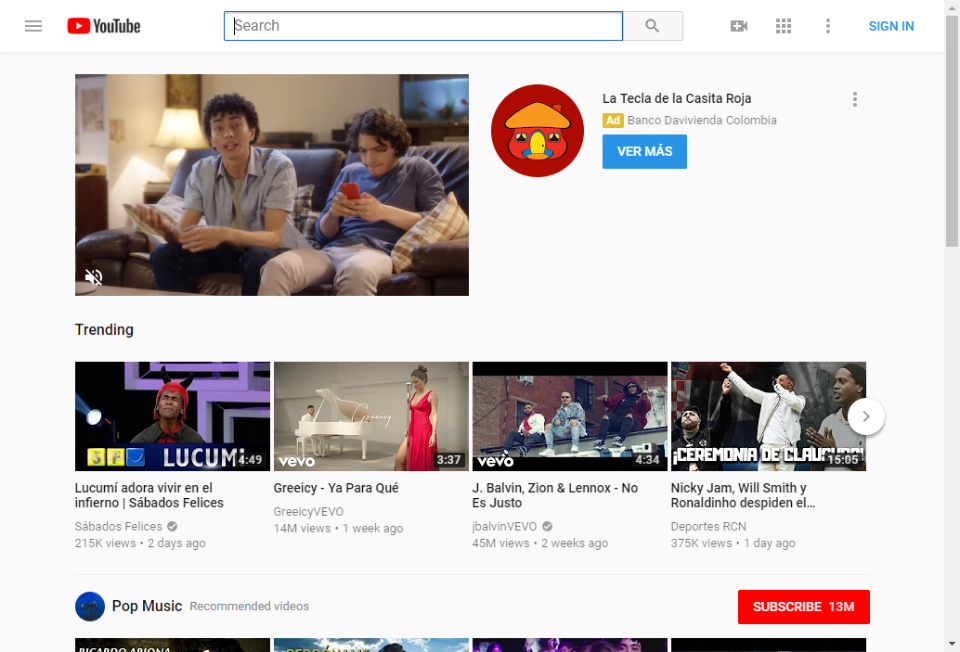 YouTube
Search
SIGN IN
La Tecla de la Casita Roja
Ad Banco Davivienda Colombia
VER MÁS
Trending
SFC LUCUMÍ
4:49
vevo
Greeicy
3:37
vevo
4:34
¡CEREMONIA DE CLAUSURA!
15:05
Lucumí adora vivir en el
infierno | Sábados Felices
Sábados Felices
215K views • 2 days ago
Greeicy - Ya Para Qué
GreeicyVEVO
14M views • 1 week ago
J. Balvin, Zion & Lennox - No
Es Justo
jbalvinVEVO
45M views • 2 weeks ago
Nicky Jam, Will Smith y
Ronaldinho despiden el...
Deportes RCN
375K views • 1 day ago
Pop Music Recommended videos
SUBSCRIBE 13M
RICARDO ARJONA